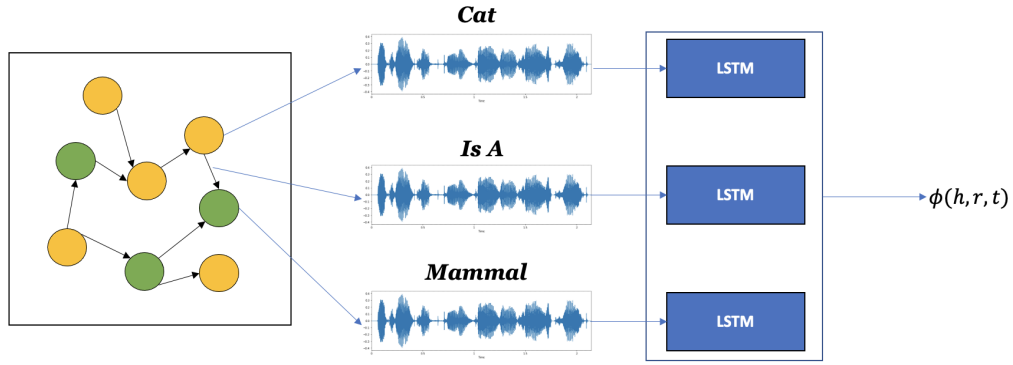 Cat
LSTM
Is A
LSTM
ϕ(h, r, t)
Mammal
LSTM